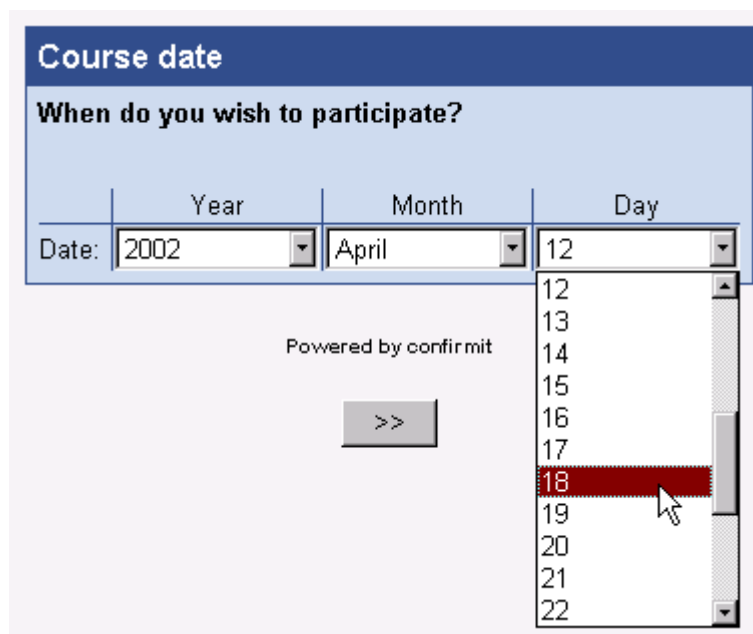 Course date
When do you wish to participate?
Year Month Day
Date: 2002 April 12
12
13
14
15
16
17
18
19
20
21
22
Powered by confirmit
>>